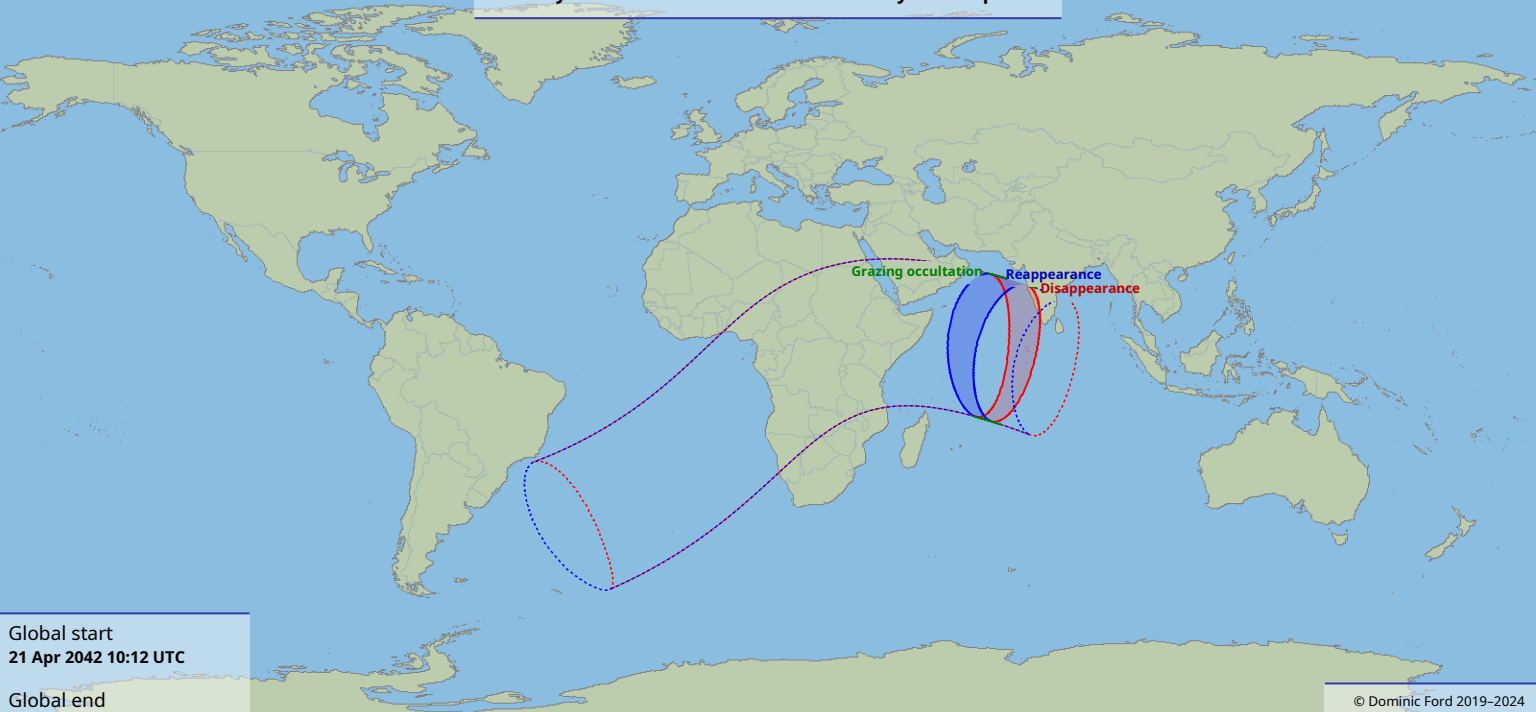 Grazing occultation
Reappearance
Disappearance
Global start
21 Apr 2042 10:12 UTC
Global end
© Dominic Ford 2019–2024